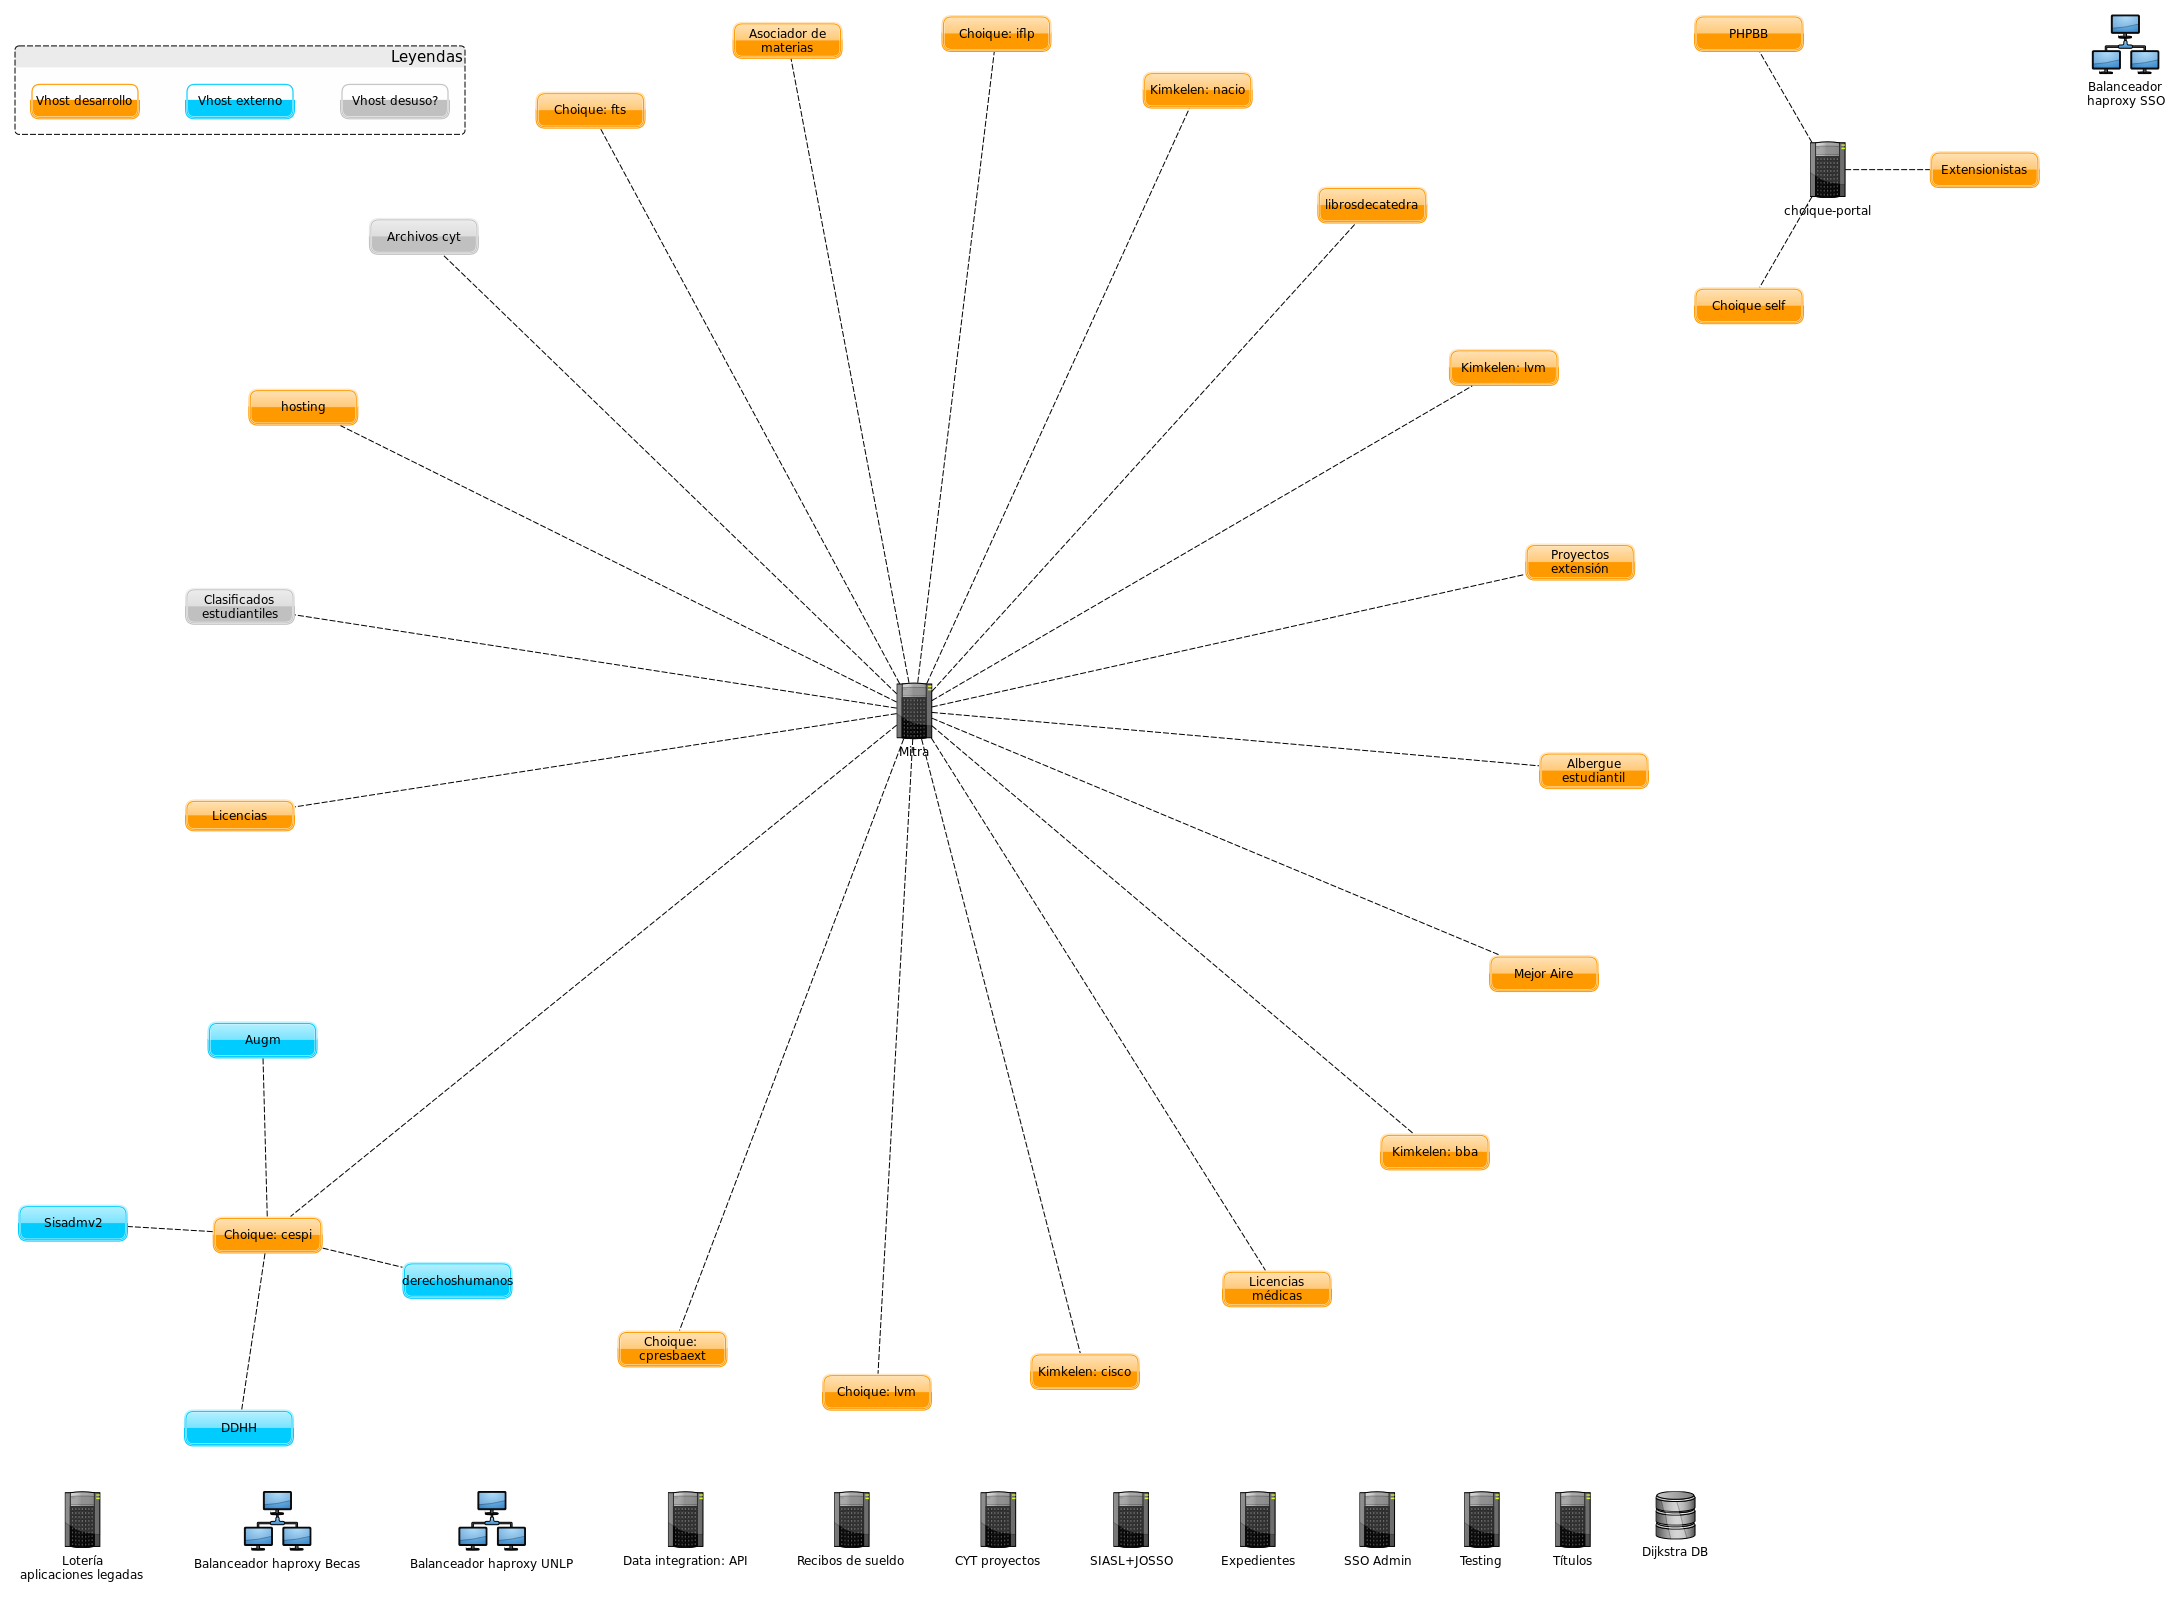 Leyendas
Vhost desarrollo
Vhost externo
Vhost desuso?
Asociador de
materias
Choique: iflp
PHPBB
Balanceador
haproxy SSO
Kimkelen: nacio
Choique: fts
Extensionistas
librosdecatedra
choique-portal
Archivos cyt
Choique self
Kimkelen: lvm
hosting
Proyectos
extensión
Clasificados
estudiantiles
Mitra
Albergue
estudiantil
Licencias
Mejor Aire
Augm
Kimkelen: bba
Sisadmv2
Choique: cespi
derechoshumanos
Licencias
médicas
Choique:
cpresbaext
Kimkelen: cisco
Choique: lvm
DDHH
Lotería
aplicaciones legadas
Balanceador haproxy Becas
Balanceador haproxy UNLP
Data integration: API
Recibos de sueldo
CYT proyectos
SIASL+JOSSO
Expedientes
SSO Admin
Testing
Títulos
Dijkstra DB